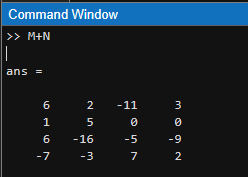 Command Window
>> M+N
ans =
6 2 -11 3
1 5 0 0
6 -16 -5 -9
-7 -3 7 2